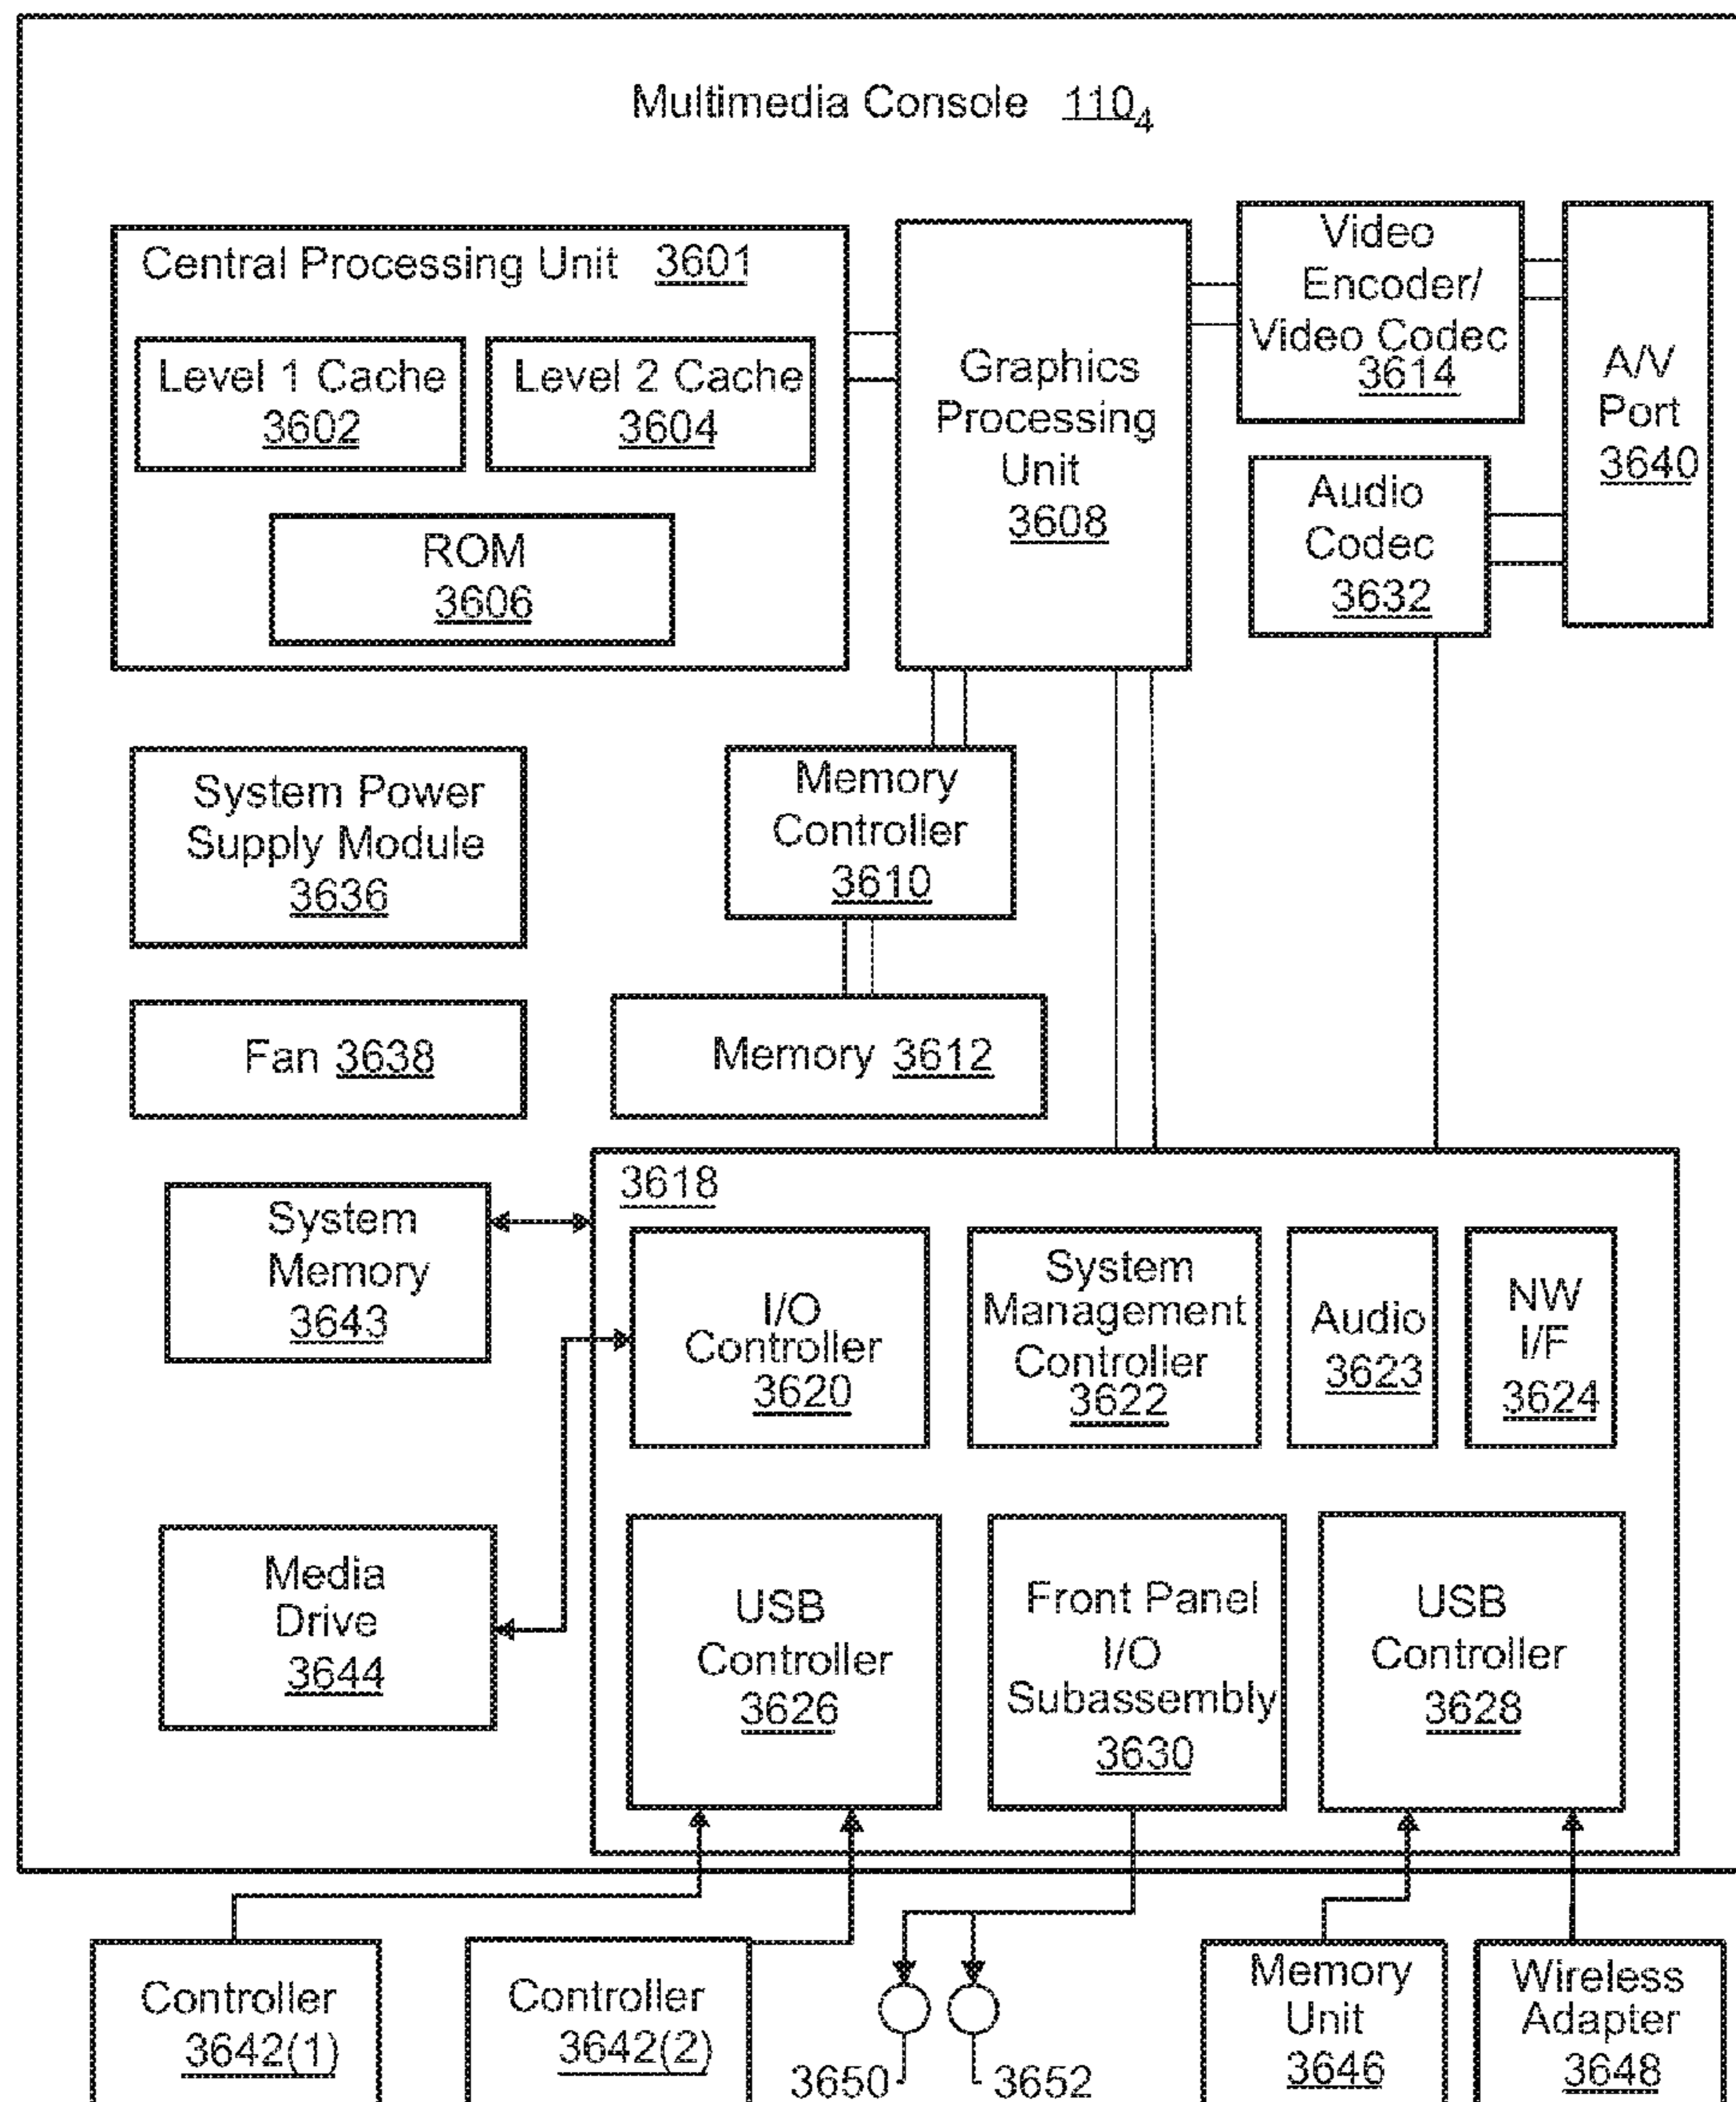 Multimedia Console 110₄
Central Processing Unit 3601
Level 1 Cache
3602
Level 2 Cache
3604
ROM
3606
Graphics
Processing
Unit
3608
Video
Encoder/
Video Codec
3614
A/V
Port
3640
Audio
Codec
3632
System Power
Supply Module
3636
Memory
Controller
3610
Fan 3638
Memory 3612
3618
System
Memory
3643
I/O
Controller
3620
System
Management
Controller
3622
Audio
3623
NW
I/F
3624
Media
Drive
3644
USB
Controller
3626
Front Panel
I/O
Subassembly
3630
USB
Controller
3628
Controller
3642(1)
Controller
3642(2)
3650
3652
Memory
Unit
3646
Wireless
Adapter
3648